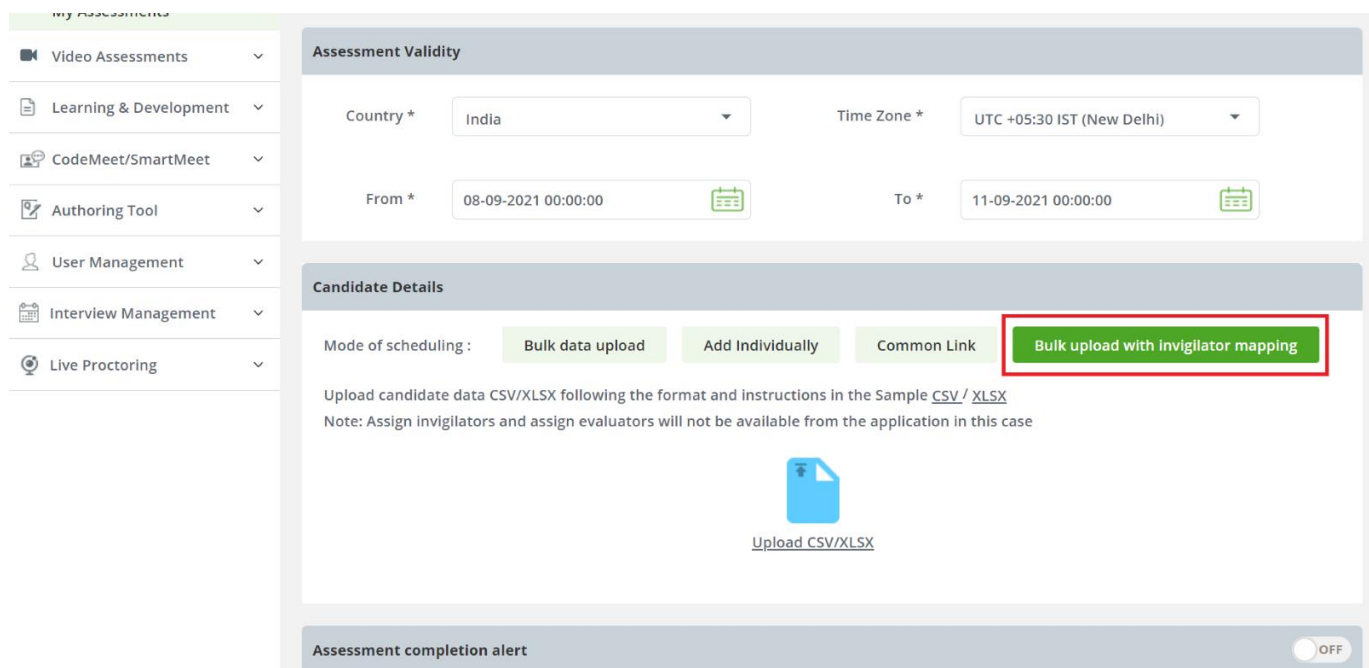 My Assessments
Video Assessments
Learning & Development
CodeMeet/SmartMeet
Authoring Tool
User Management
Interview Management
Live Proctoring
Assessment Validity
Country * India Time Zone * UTC +05:30 IST (New Delhi)
From * 08-09-2021 00:00:00 To * 11-09-2021 00:00:00
Candidate Details
Mode of scheduling : Bulk data upload Add Individually Common Link Bulk upload with invigilator mapping
Upload candidate data CSV/XLSX following the format and instructions in the Sample CSV / XLSX
Note: Assign invigilators and assign evaluators will not be available from the application in this case
Upload CSV/XLSX
Assessment completion alert OFF